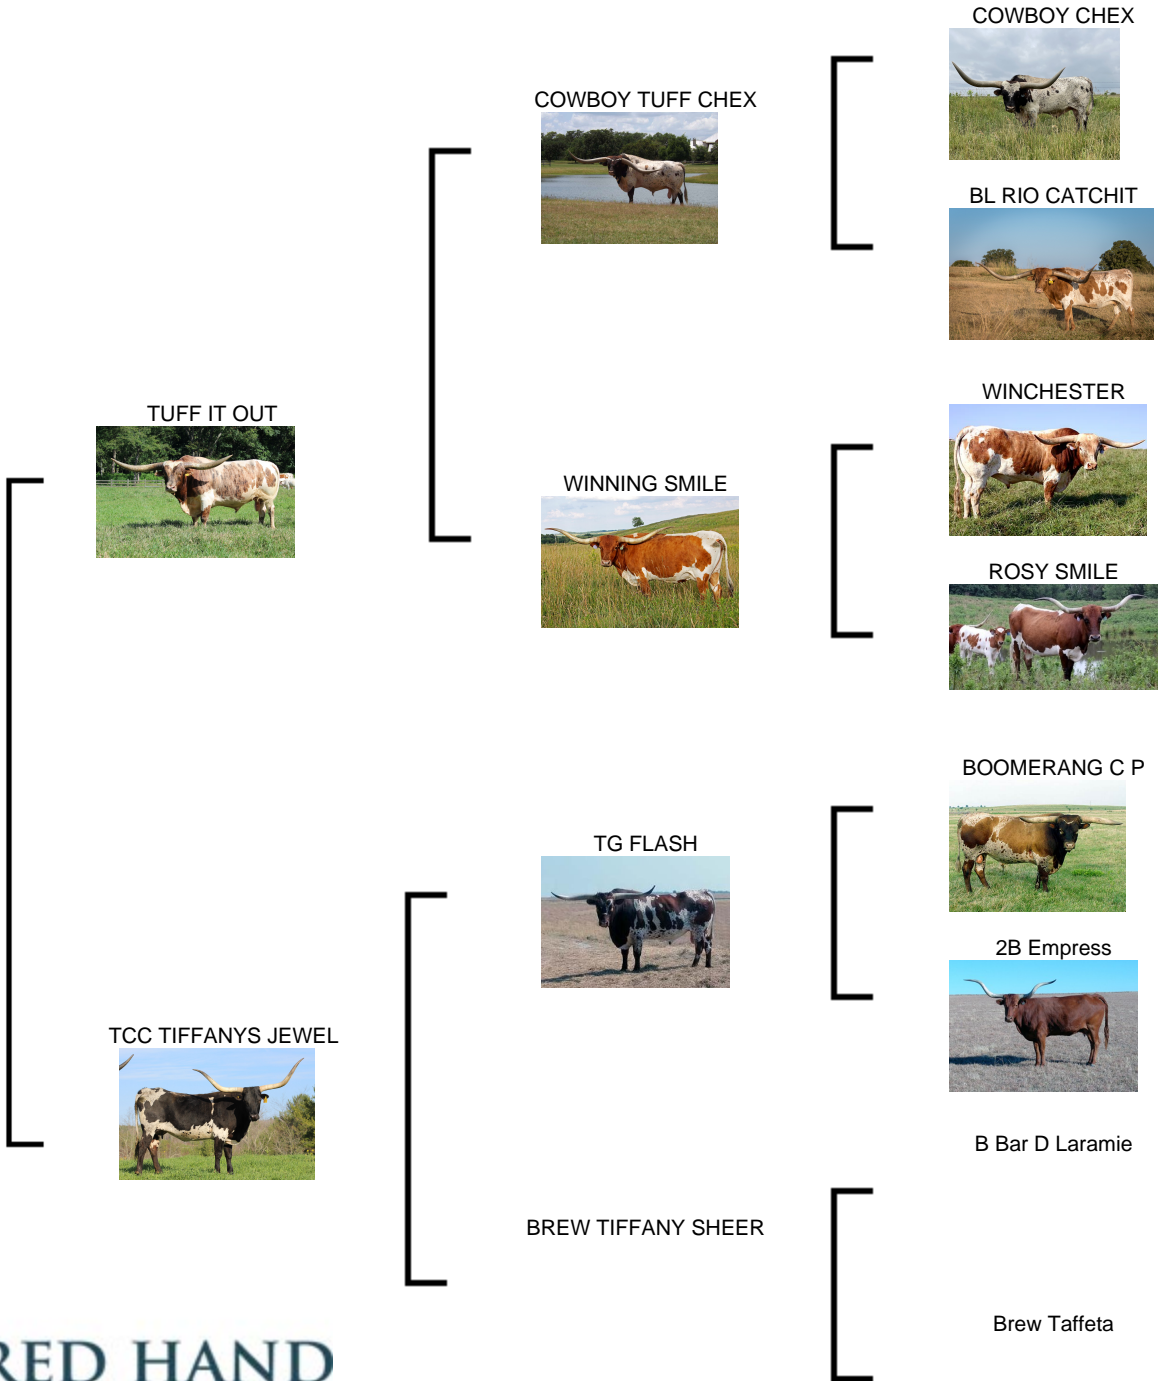 COWBOY CHEX
COWBOY TUFF CHEX
BL RIO CATCHIT
TUFF IT OUT
WINCHESTER
WINNING SMILE
ROSY SMILE
BOOMERANG C P
TG FLASH
2B Empress
TCC TIFFANYS JEWEL
B Bar D Laramie
BREW TIFFANY SHEER
Brew Taffeta
RED HAND